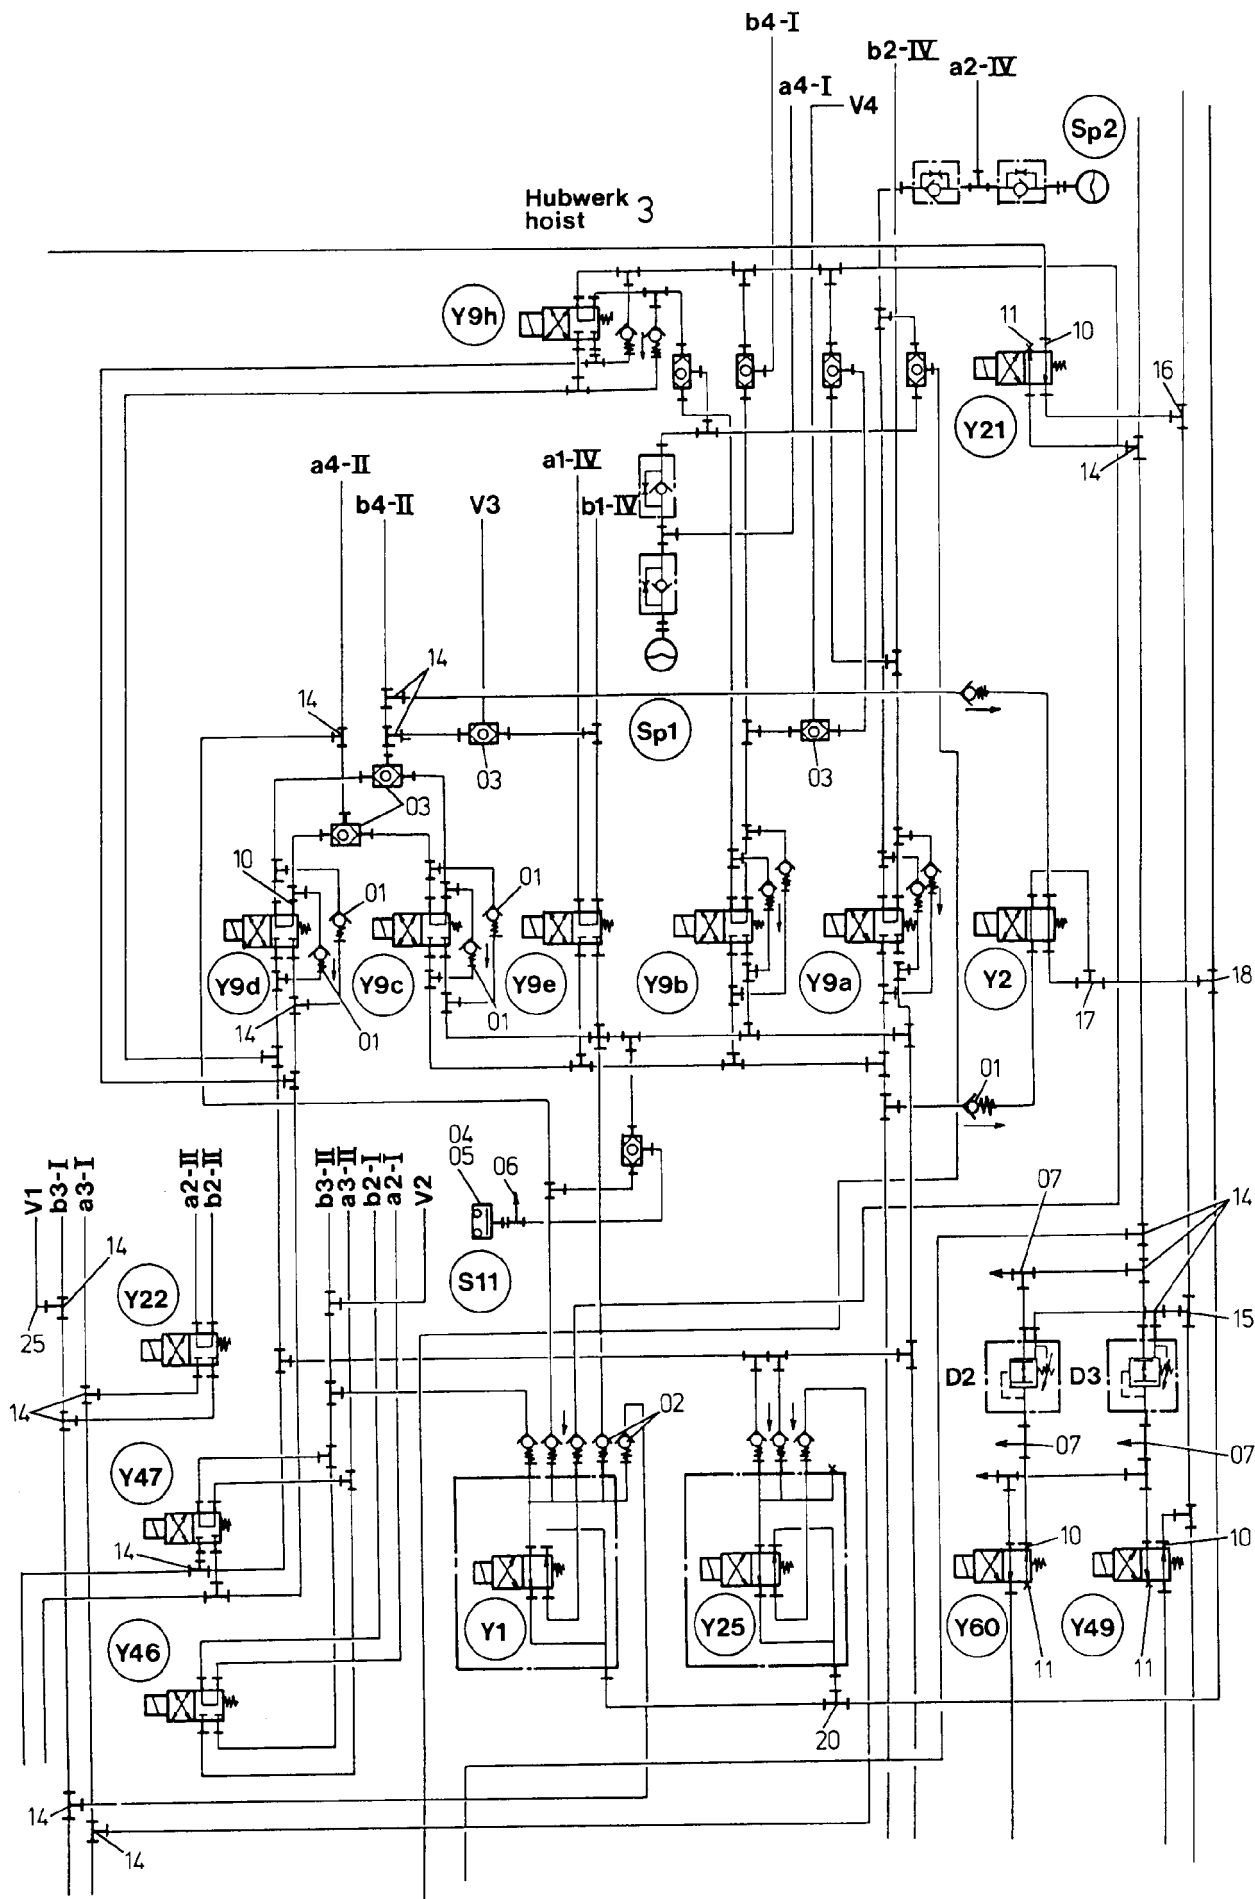 b4-I
b2-IV
a2-IV
a4-I
V4
Sp2
Hubwerk 3
hoist
Y9h
11
10
16
Y21
14
a4-II
a1-IV
b4-II
V3
b1-IV
14
14
Sp1
03
03
03
10
01
01
Y9d
Y9c
Y9e
Y9b
Y9a
Y2
18
14
01
01
17
01
04
05
06
V1
b3-I
a3-I
a2-II
b2-II
b3-II
a3-II
b2-I
a2-I
V2
07
14
14
S11
Y22
25
15
D2
D3
14
02
07
07
Y47
14
10
10
Y1
Y25
Y60
Y49
Y46
11
11
20
14
14